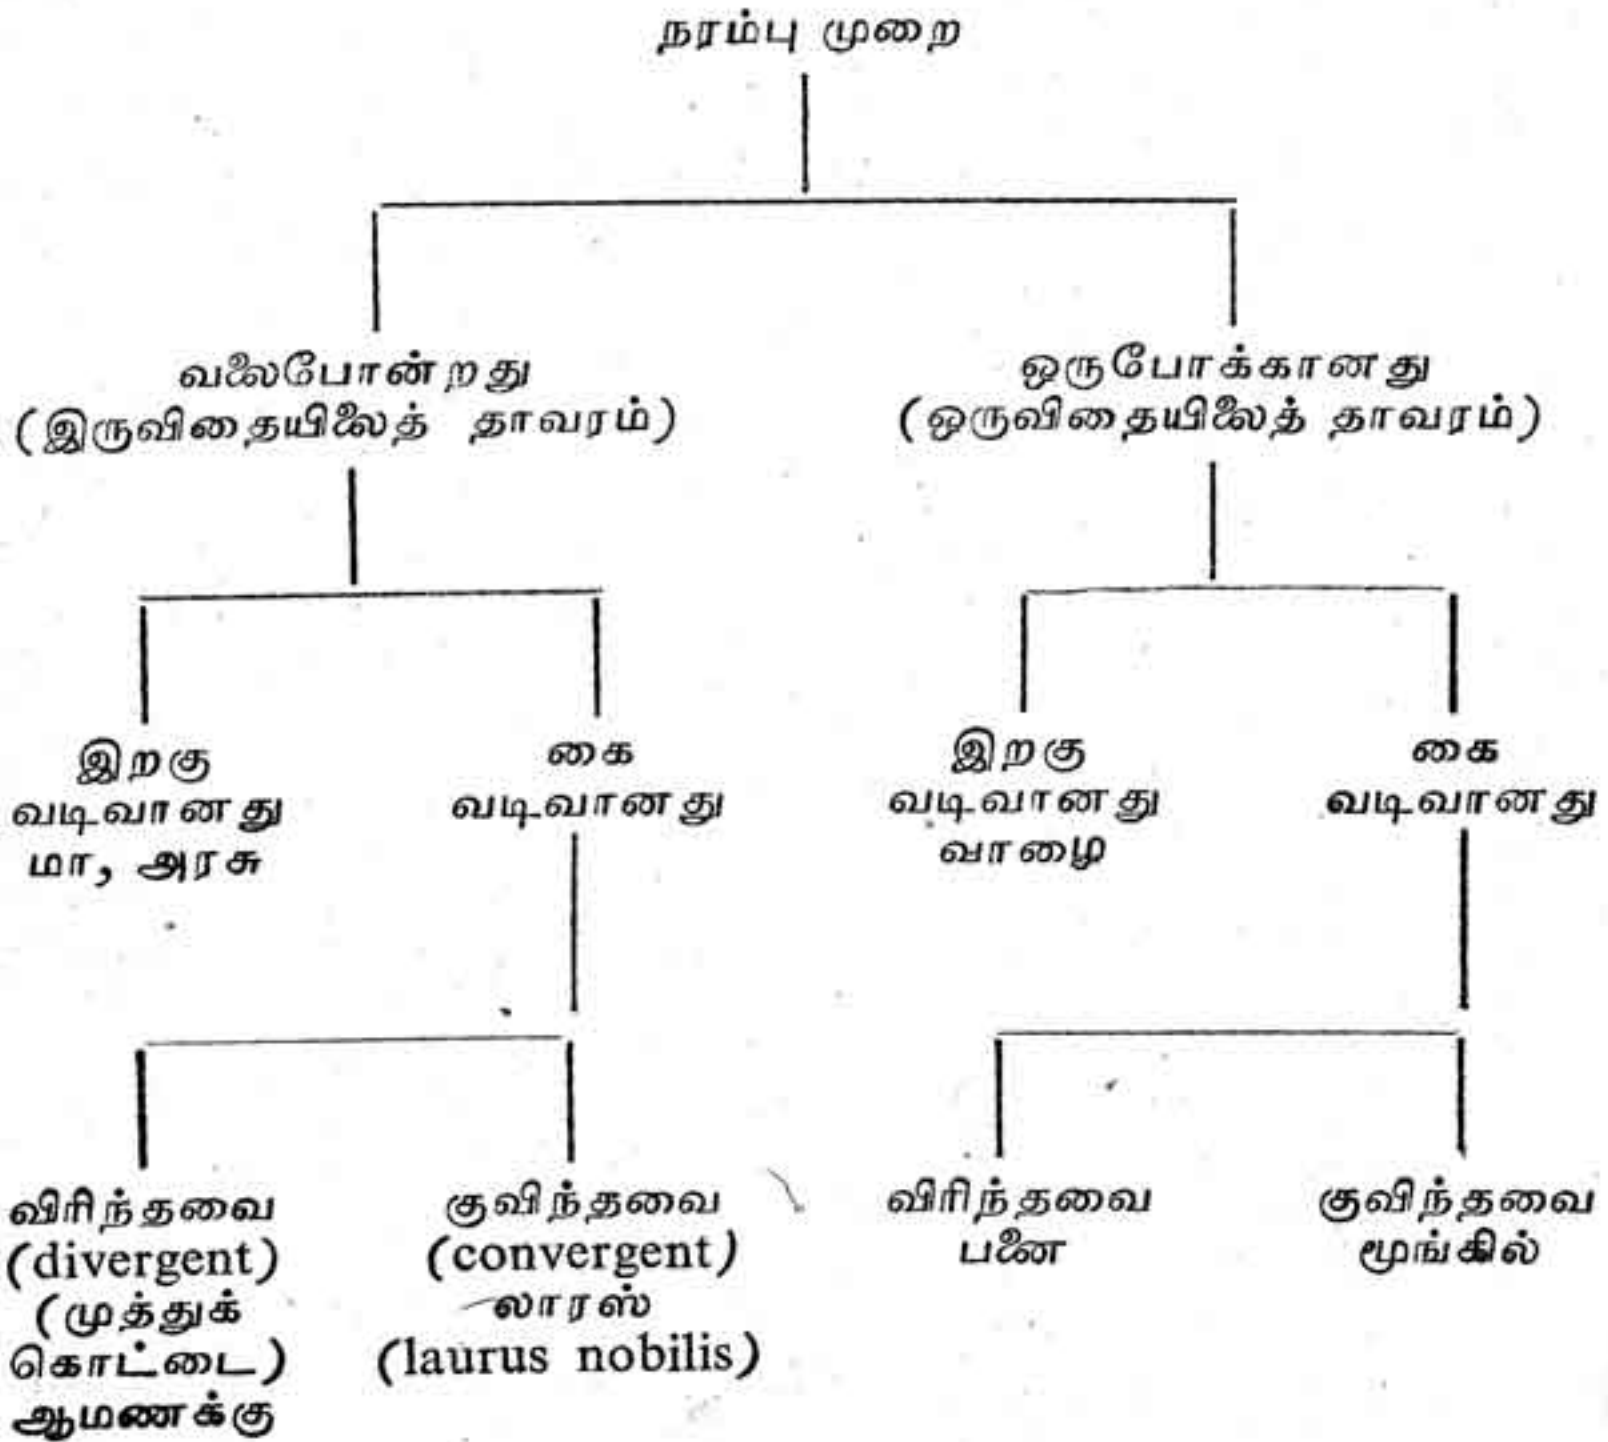 நரம்பு முறை
வலைபோன்றது
(இருவிதையிலைத் தாவரம்)
ஒருபோக்கானது
(ஒருவிதையிலைத் தாவரம்)
இறகு
வடிவானது
மா, அரசு
கை
வடிவானது
இறகு
வடிவானது
வாழை
கை
வடிவானது
விரிந்தவை
(divergent)
(முத்துக்
கொட்டை)
ஆமணக்கு
குவிந்தவை
(convergent)
லாரஸ்
(laurus nobilis)
விரிந்தவை
பனை
குவிந்தவை
மூங்கில்